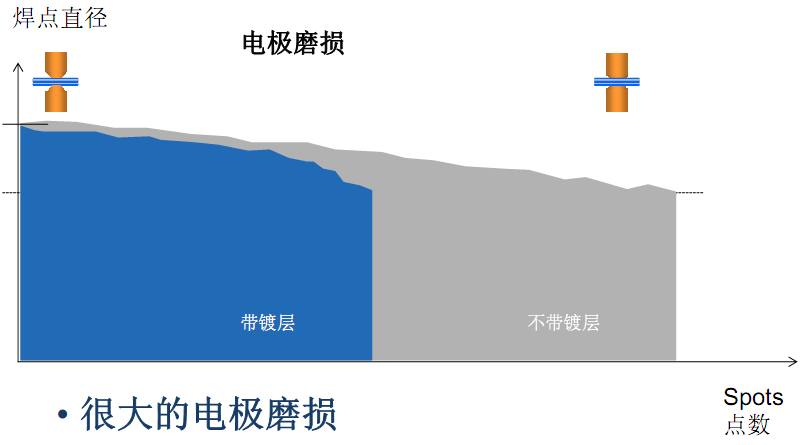 焊点直径
电极磨损
带镀层
不带镀层
Spots
点数
• 很大的电极磨损